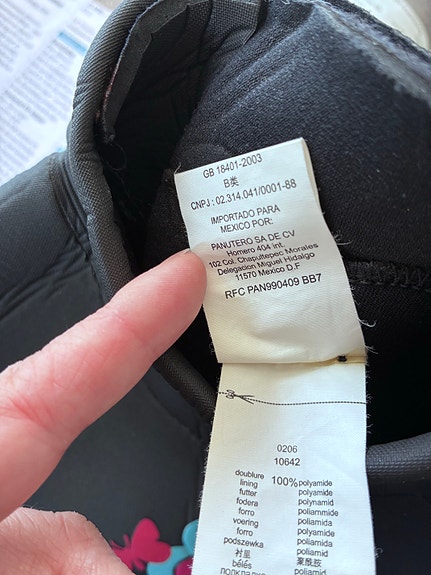 GB 18401-2003
B类
CNPJ : 02.314.041/0001-88
IMPORTADO PARA
MEXICO POR:
PANUTERO SA DE CV
Homero 404 int.
102 Col. Chapultepec Morales
Delegacion Miguel Hidalgo
11570 Mexico D.F
RFC PAN990409 BB7
0206
10642
doublure 100% polyamide
lining polyamide
futter polynamid
fodera poliammide
forro poliamida
voering polyamide
forro poliamida
podszewka poliamid
衬里 聚酰胺
bélés poliamid